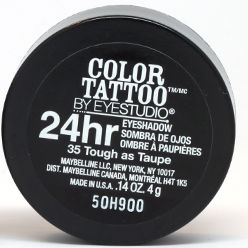 COLOR
TATTOO TM/MC
BY EYESTUDIO®
24hr
EYESHADOW
SOMBRA DE OJOS
OMBRE À PAUPIÈRES
35 Tough as Taupe
MAYBELLINE LLC, NEW YORK, NY 10017
DIST. MAYBELLINE CANADA, MONTRÉAL H4T 1K5
MADE IN U.S.A. .14 OZ. 4 g
50H900